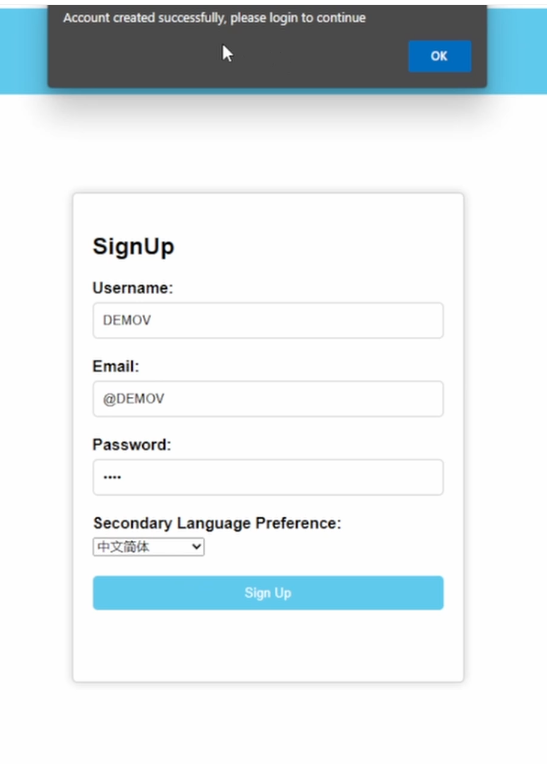 Account created successfully, please login to continue
OK
SignUp
Username:
DEMOV
Email:
@DEMOV
Password:
••••
Secondary Language Preference:
中文简体
Sign Up